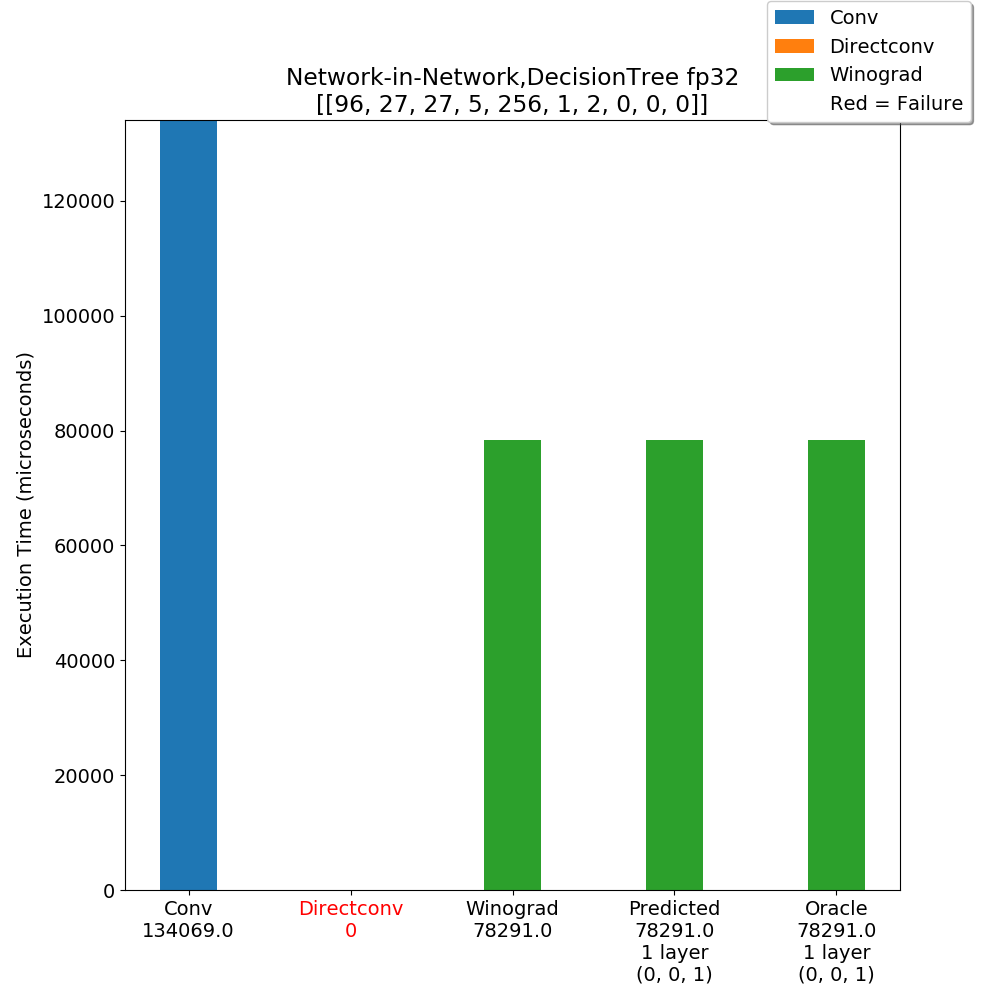 Conv
Directconv
Winograd
Red = Failure
Network-in-Network,DecisionTree fp32
[[96, 27, 27, 5, 256, 1, 2, 0, 0, 0]]
Execution Time (microseconds)
120000
100000
80000
60000
40000
20000
0
Conv
134069.0
Directconv
0
Winograd
78291.0
Predicted
78291.0
1 layer
(0, 0, 1)
Oracle
78291.0
1 layer
(0, 0, 1)